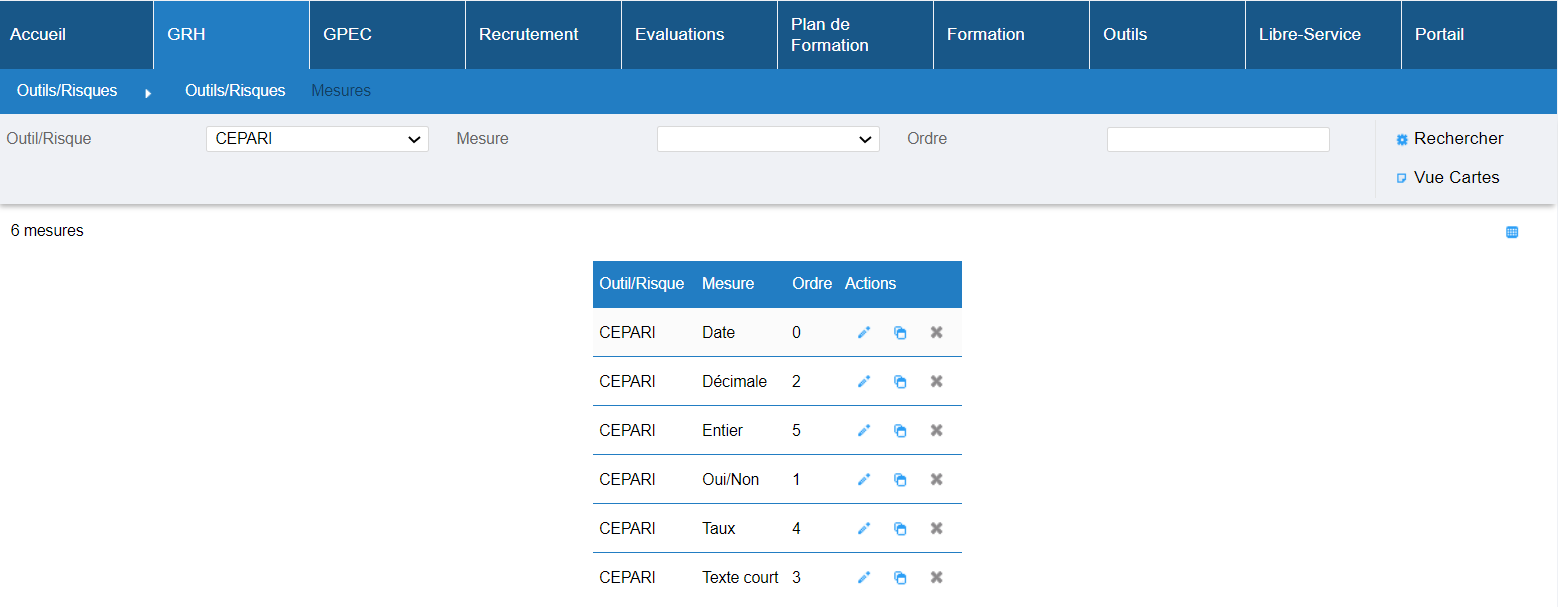 Accueil
GRH
GPEC
Recrutement
Evaluations
Plan de
Formation
Formation
Outils
Libre-Service
Portail
Outils/Risques
Outils/Risques
Mesures
Outil/Risque
CEPARI
Mesure
Ordre
Rechercher
Vue Cartes
6 mesures
Outil/Risque Mesure Ordre Actions
CEPARI Date 0
CEPARI Décimale 2
CEPARI Entier 5
CEPARI Oui/Non 1
CEPARI Taux 4
CEPARI Texte court 3